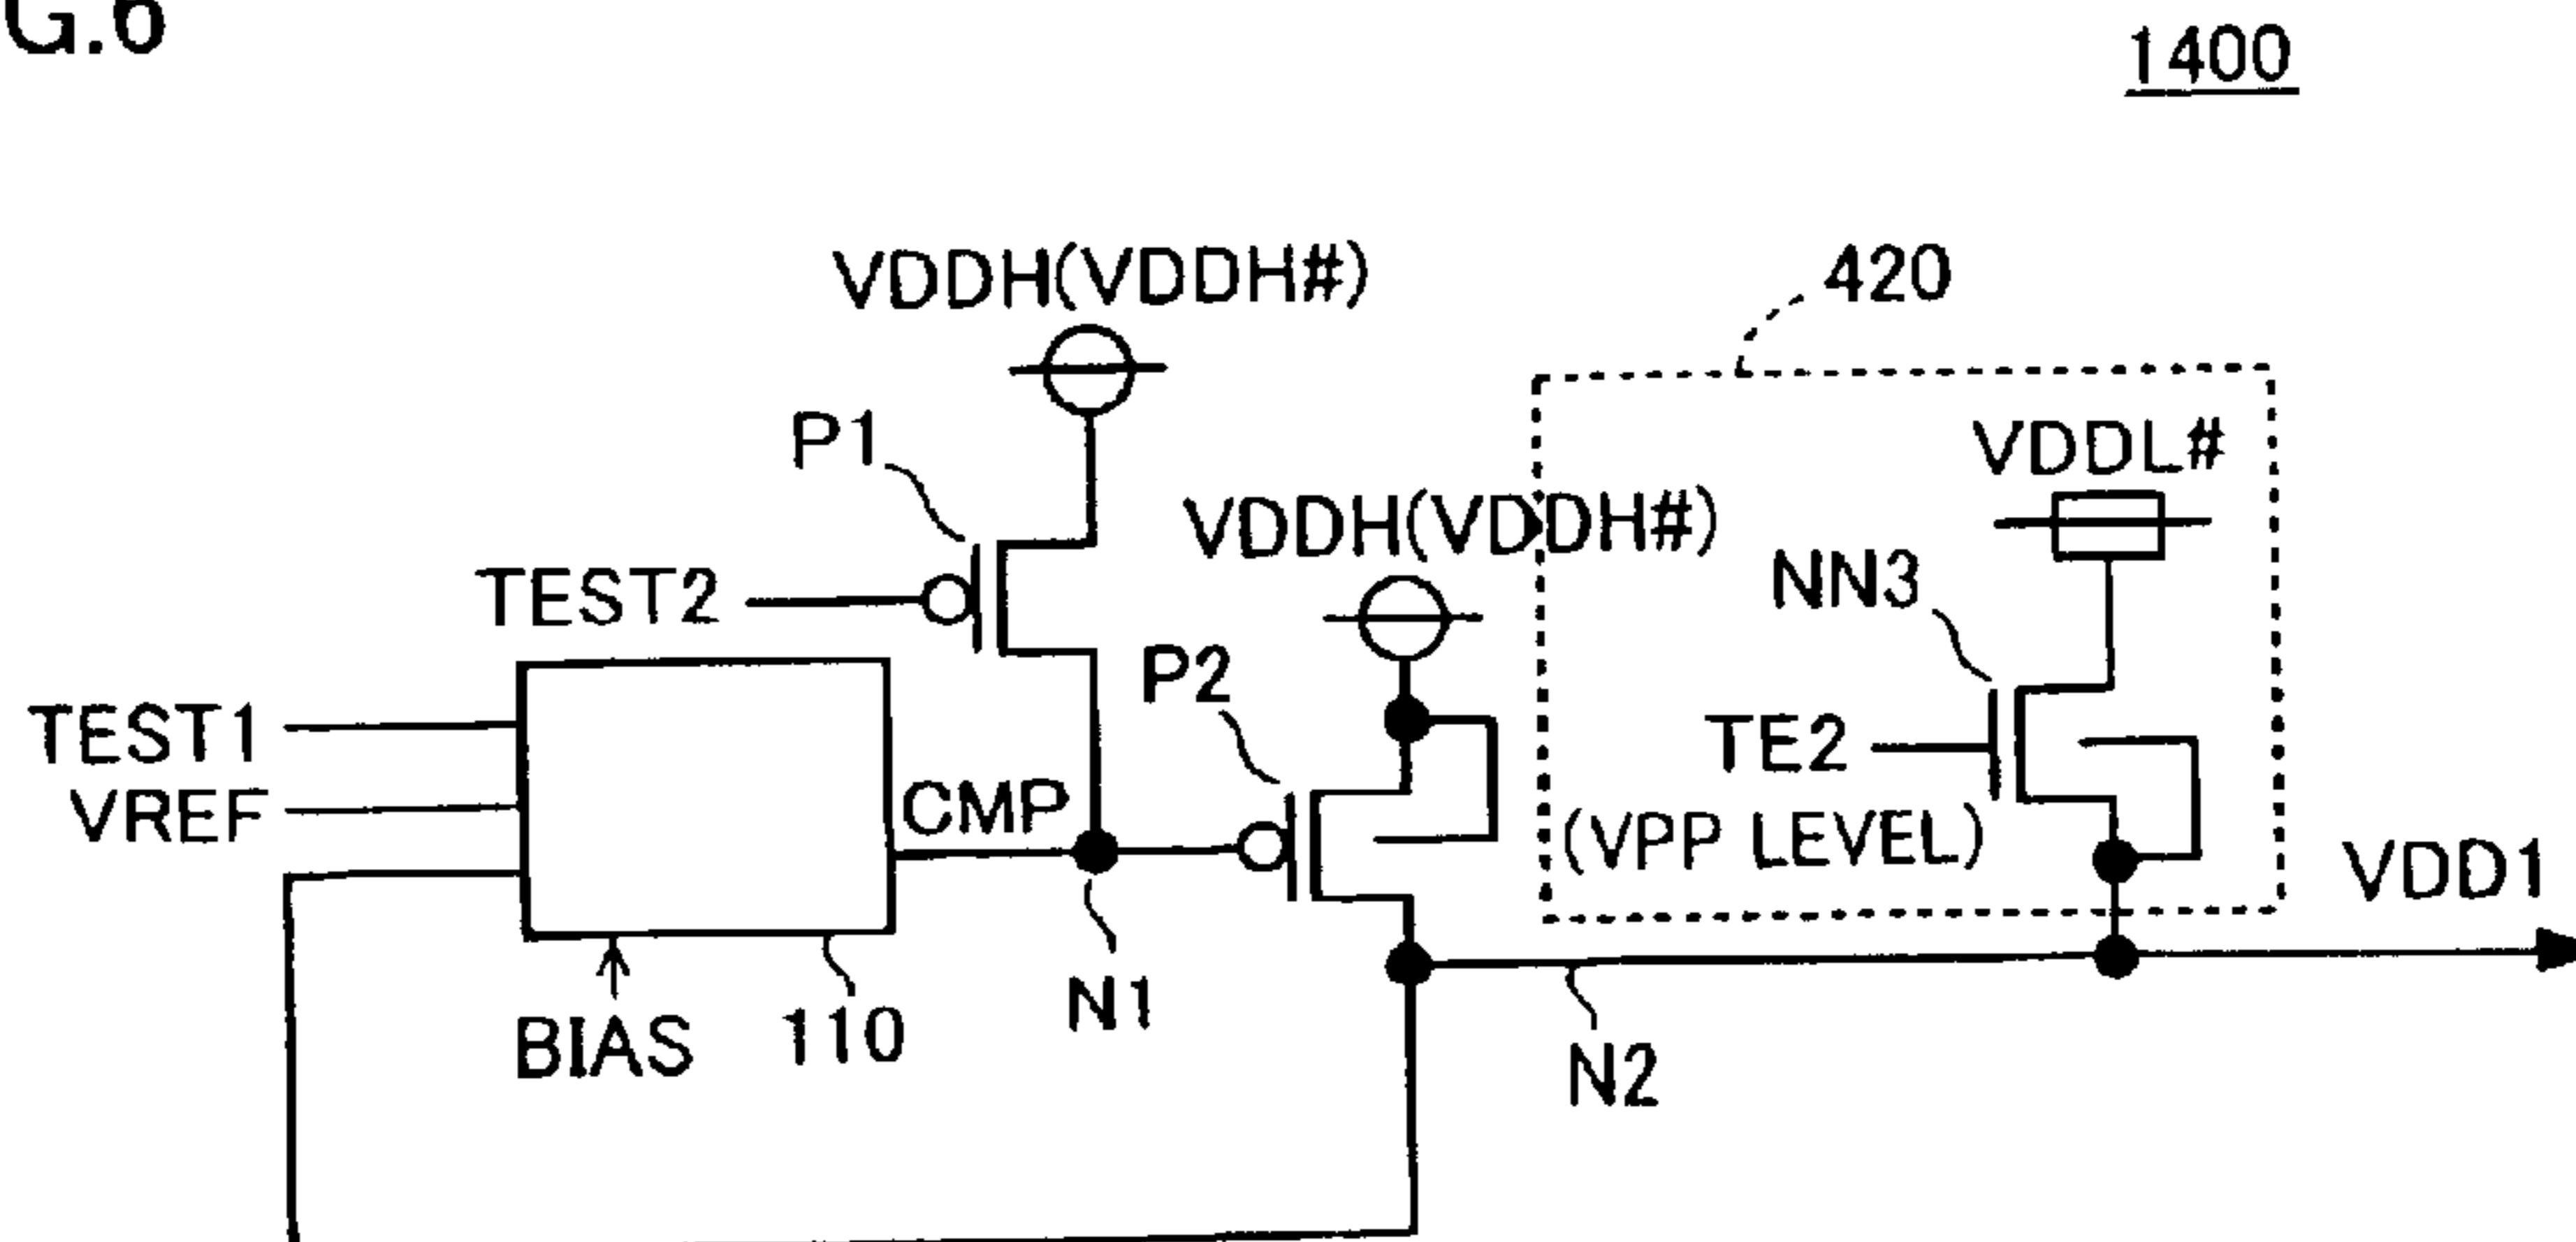 G.6
1400
VDDH(VDDH#)
420
P1
VDDL#
VDDH(VDDH#)
NN3
TEST2
P2
TEST1
TE2
VREF
CMP
(VPP LEVEL)
VDD1
N1
BIAS
110
N2